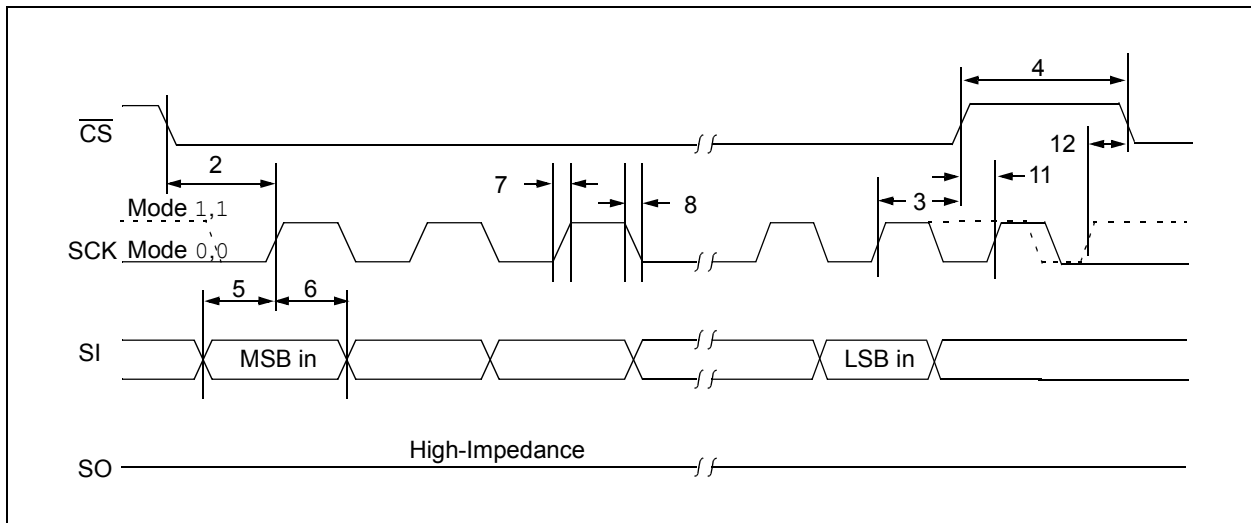 4
CS
12
2
7
11
Mode 1,1
8
3
SCK Mode 0,0
5
6
SI
MSB in
LSB in
High-Impedance
SO